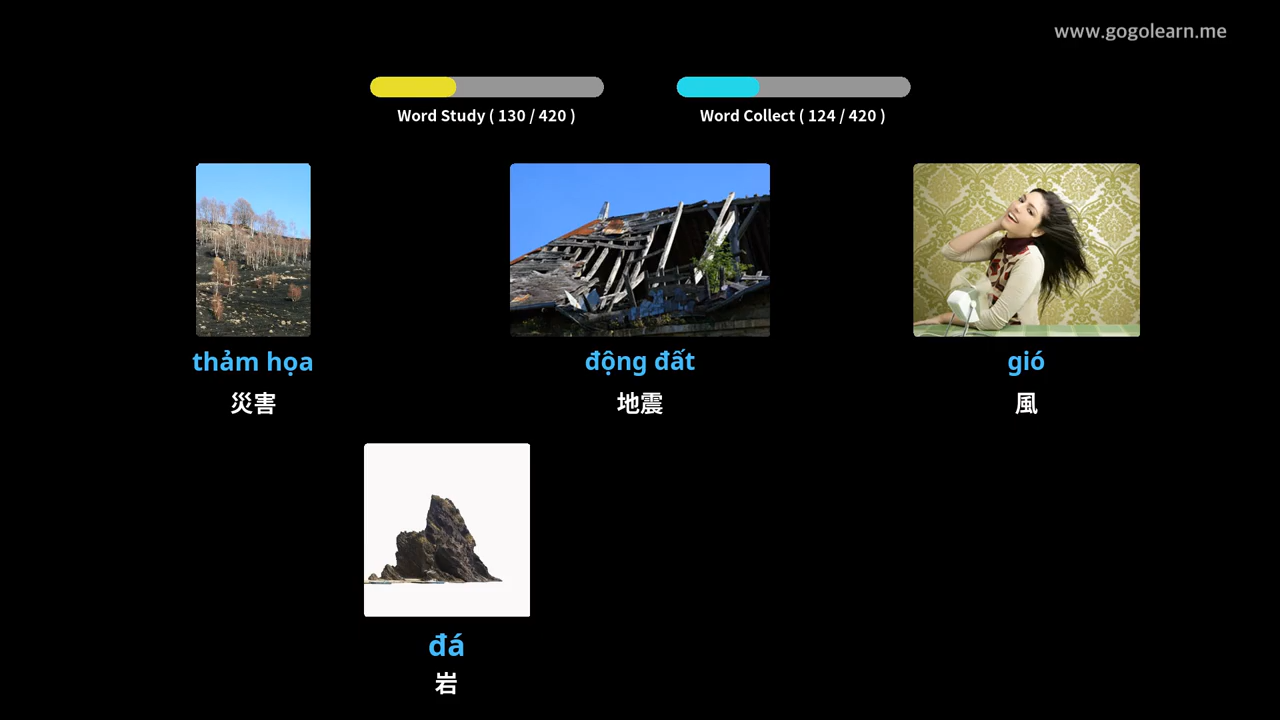 www.gogolearn.me
Word Study ( 130 / 420 )
Word Collect ( 124 / 420 )
thảm họa
động đất
gió
災害
地震
風
đá
岩